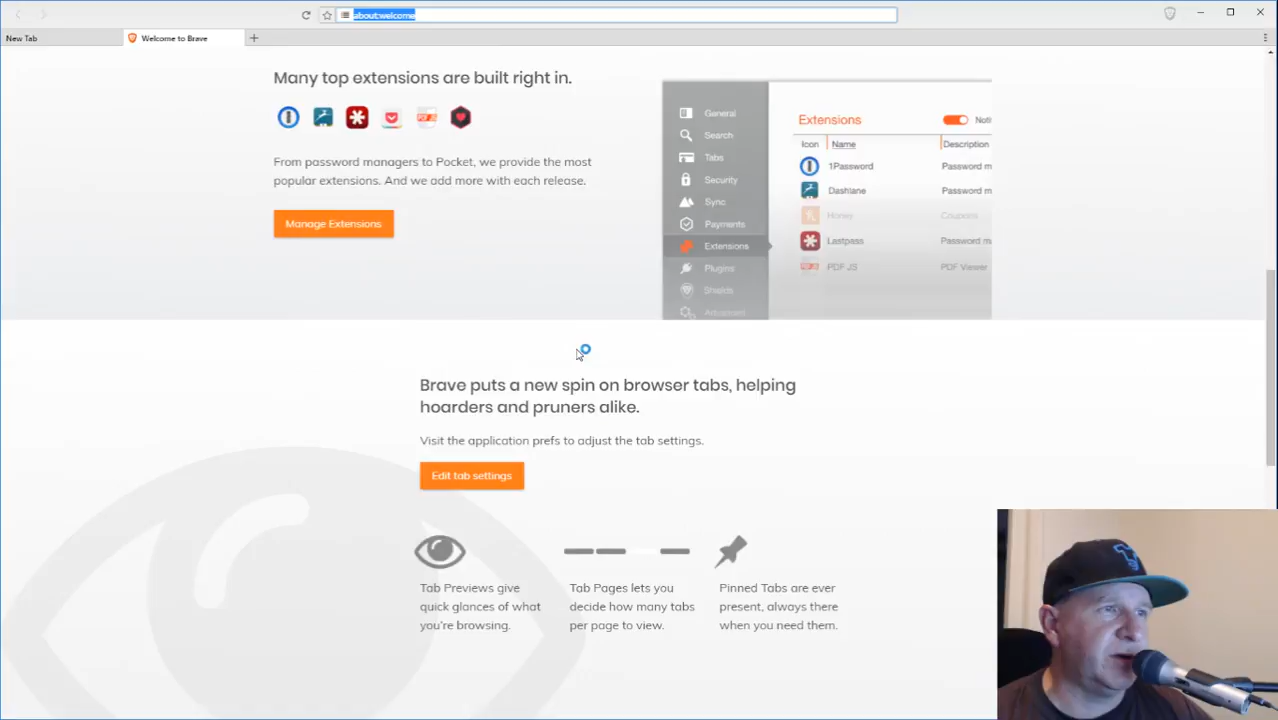 about:welcome
New Tab
Welcome to Brave
Many top extensions are built right in.
From password managers to Pocket, we provide the most
popular extensions. And we add more with each release.
Manage Extensions
General
Search
Tabs
Security
Sync
Payments
Extensions
Plugins
Shields
Advanced
Extensions
Icon Name Description
1Password Password m
Dashlane Password m
Honey Coupons
Lastpass Password m
PDF JS PDF Viewer
Brave puts a new spin on browser tabs, helping
hoarders and pruners alike.
Visit the application prefs to adjust the tab settings.
Edit tab settings
Tab Previews give
quick glances of what
you're browsing.
Tab Pages lets you
decide how many tabs
per page to view.
Pinned Tabs are ever
present, always there
when you need them.